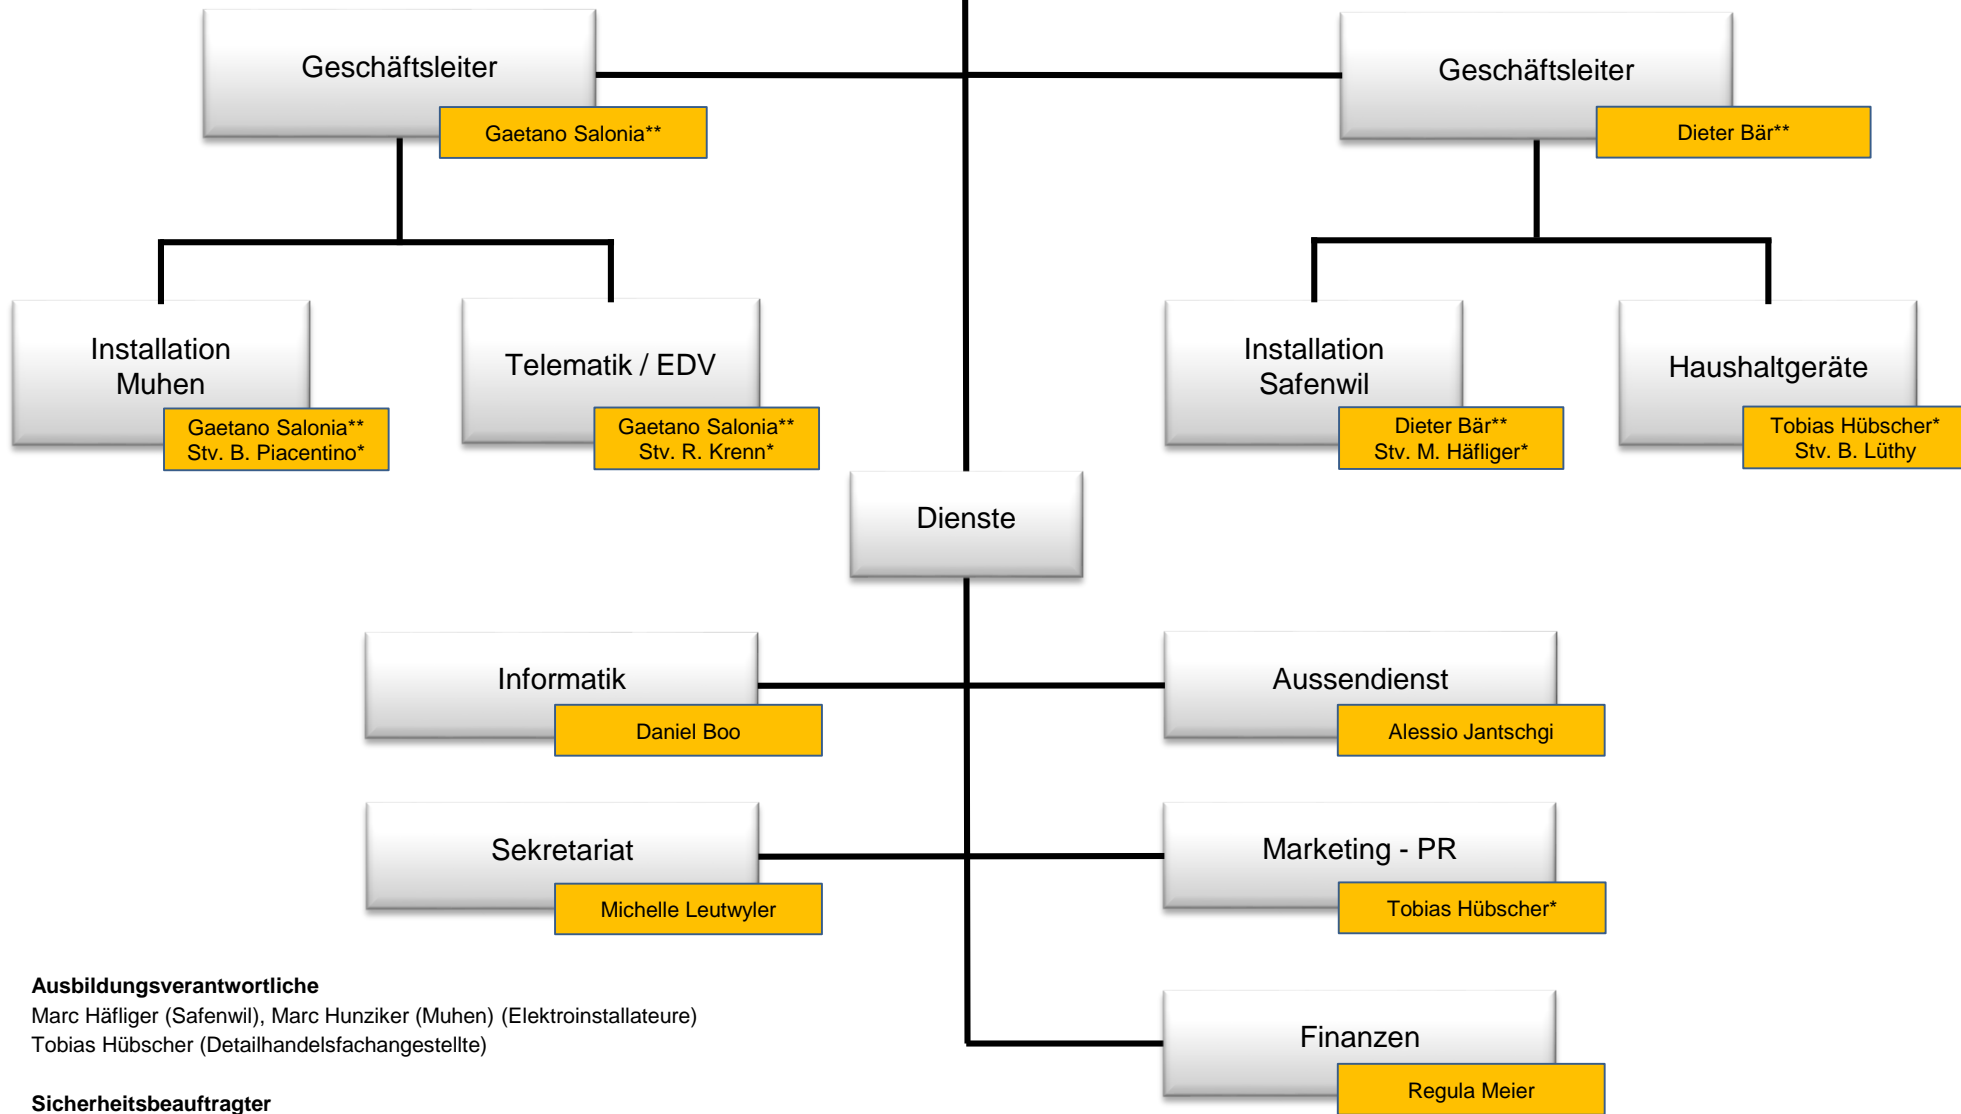 Geschäftsleiter
Gaetano Salonia**
Geschäftsleiter
Dieter Bär**
Installation
Muhen
Gaetano Salonia**
Stv. B. Piacentino*
Telematik / EDV
Gaetano Salonia**
Stv. R. Krenn*
Installation
Safenwil
Dieter Bär**
Stv. M. Häfliger*
Haushaltgeräte
Tobias Hübscher*
Stv. B. Lüthy
Dienste
Informatik
Daniel Boo
Aussendienst
Alessio Jantschgi
Sekretariat
Michelle Leutwyler
Marketing - PR
Tobias Hübscher*
Finanzen
Regula Meier
Ausbildungsverantwortliche
Marc Häfliger (Safenwil), Marc Hunziker (Muhen) (Elektroinstallateure)
Tobias Hübscher (Detailhandelsfachangestellte)
Sicherheitsbeauftragter